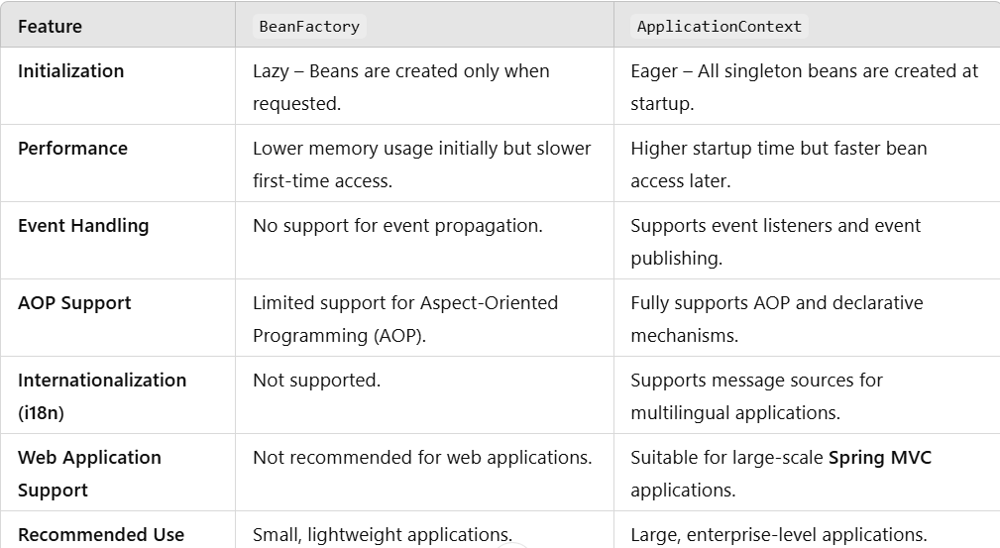 Feature BeanFactory ApplicationContext
Initialization Lazy – Beans are created only when Eager – All singleton beans are created at
requested. startup.
Performance Lower memory usage initially but slower Higher startup time but faster bean
first-time access. access later.
Event Handling No support for event propagation. Supports event listeners and event
publishing.
AOP Support Limited support for Aspect-Oriented Fully supports AOP and declarative
Programming (AOP). mechanisms.
Internationalization Not supported. Supports message sources for
(i18n) multilingual applications.
Web Application Not recommended for web applications. Suitable for large-scale Spring MVC
Support applications.
Recommended Use Small, lightweight applications. Large, enterprise-level applications.